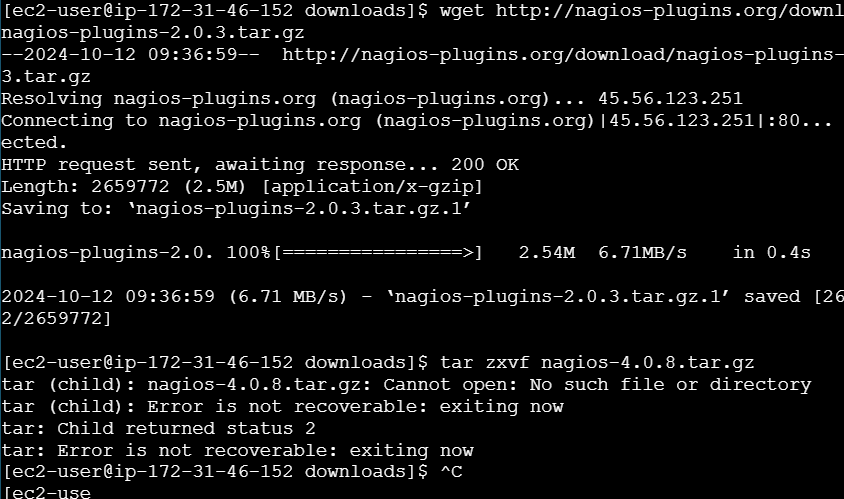 [ec2-user@ip-172-31-46-152 downloads]$ wget http://nagios-plugins.org/downl
nagios-plugins-2.0.3.tar.gz
--2024-10-12 09:36:59--  http://nagios-plugins.org/download/nagios-plugins-
3.tar.gz
Resolving nagios-plugins.org (nagios-plugins.org)... 45.56.123.251
Connecting to nagios-plugins.org (nagios-plugins.org)|45.56.123.251|:80...
ected.
HTTP request sent, awaiting response... 200 OK
Length: 2659772 (2.5M) [application/x-gzip]
Saving to: ‘nagios-plugins-2.0.3.tar.gz.1’
nagios-plugins-2.0. 100%[================>]   2.54M  6.71MB/s    in 0.4s
2024-10-12 09:36:59 (6.71 MB/s) - ‘nagios-plugins-2.0.3.tar.gz.1’ saved [26
2/2659772]
[ec2-user@ip-172-31-46-152 downloads]$ tar zxvf nagios-4.0.8.tar.gz
tar (child): nagios-4.0.8.tar.gz: Cannot open: No such file or directory
tar (child): Error is not recoverable: exiting now
tar: Child returned status 2
tar: Error is not recoverable: exiting now
[ec2-user@ip-172-31-46-152 downloads]$ ^C
[ec2-use